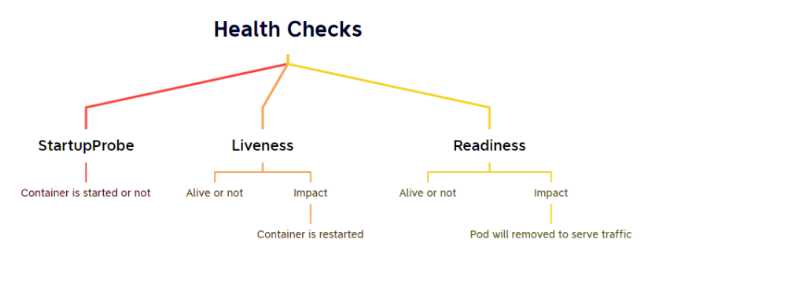 Health Checks
StartupProbe
Liveness
Readiness
Container is started or not
Alive or not
Impact
Alive or not
Impact
Container is restarted
Pod will removed to serve traffic